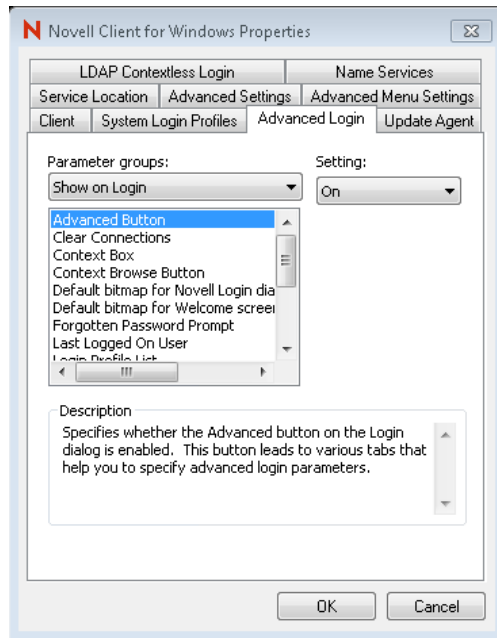 Novell Client for Windows Properties
LDAP Contextless Login Name Services
Service Location Advanced Settings Advanced Menu Settings
Client System Login Profiles Advanced Login Update Agent
Parameter groups: Setting:
Show on Login On
Advanced Button
Clear Connections
Context Box
Context Browse Button
Default bitmap for Novell Login dia
Default bitmap for Welcome screen
Forgotten Password Prompt
Last Logged On User
Login Profile List
Description
Specifies whether the Advanced button on the Login
dialog is enabled. This button leads to various tabs that
help you to specify advanced login parameters.
OK Cancel